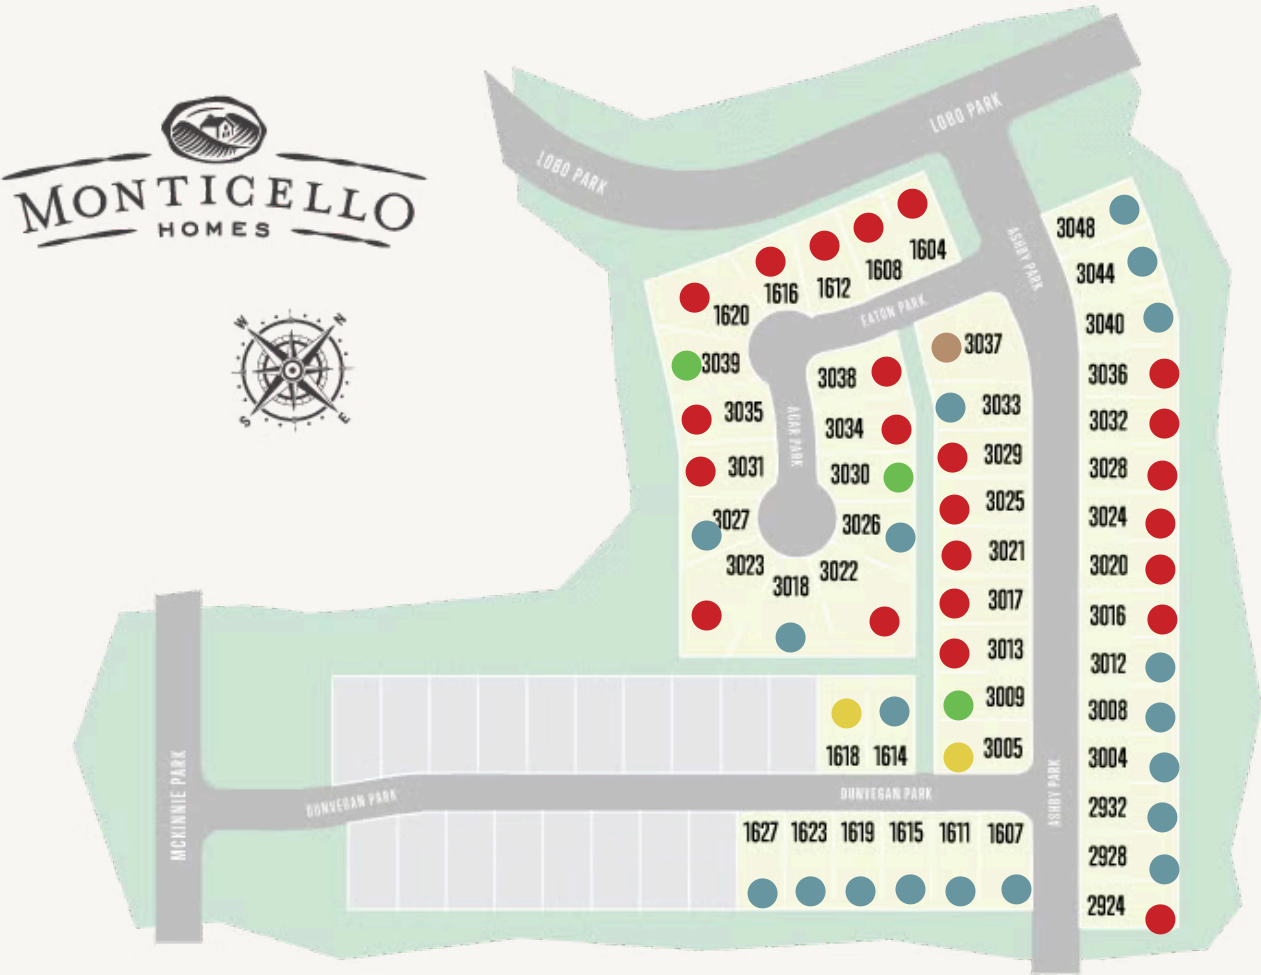 MONTICELLO
HOMES
W
N
S
E
LOBO PARK
LOBO PARK
ASHBY PARK
EATON PARK
AGAR PARK
1604
1608
1612
1616
1620
3039
3035
3031
3027
3023
3018
3022
3026
3030
3034
3038
3037
3033
3029
3025
3021
3017
3013
3009
3005
3048
3044
3040
3036
3032
3028
3024
3020
3016
3012
3008
3004
2932
2928
2924
1618 1614
MCKINNIE PARK
DUNVEGAN PARK
DUNVEGAN PARK
ASHBY PARK
1627 1623 1619 1615 1611 1607